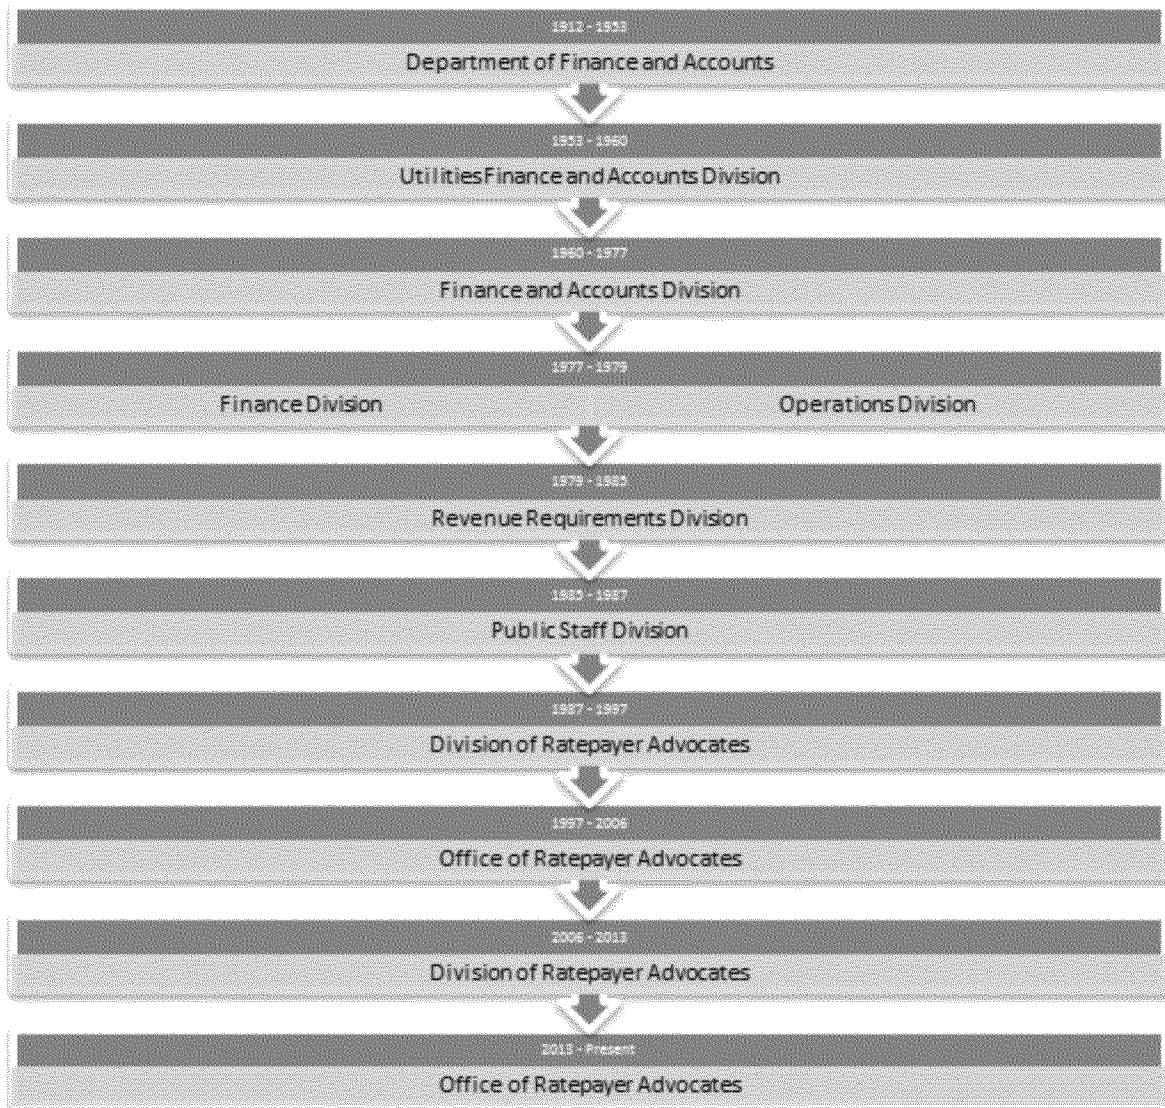 1912 - 1953
Department of Finance and Accounts
1953 - 1960
Utilities Finance and Accounts Division
1960 - 1977
Finance and Accounts Division
1977 - 1979
Finance Division Operations Division
1979 - 1985
Revenue Requirements Division
1985 - 1987
Public Staff Division
1987 - 1997
Division of Ratepayer Advocates
1997 - 2006
Office of Ratepayer Advocates
2006 - 2013
Division of Ratepayer Advocates
2013 - Present
Office of Ratepayer Advocates